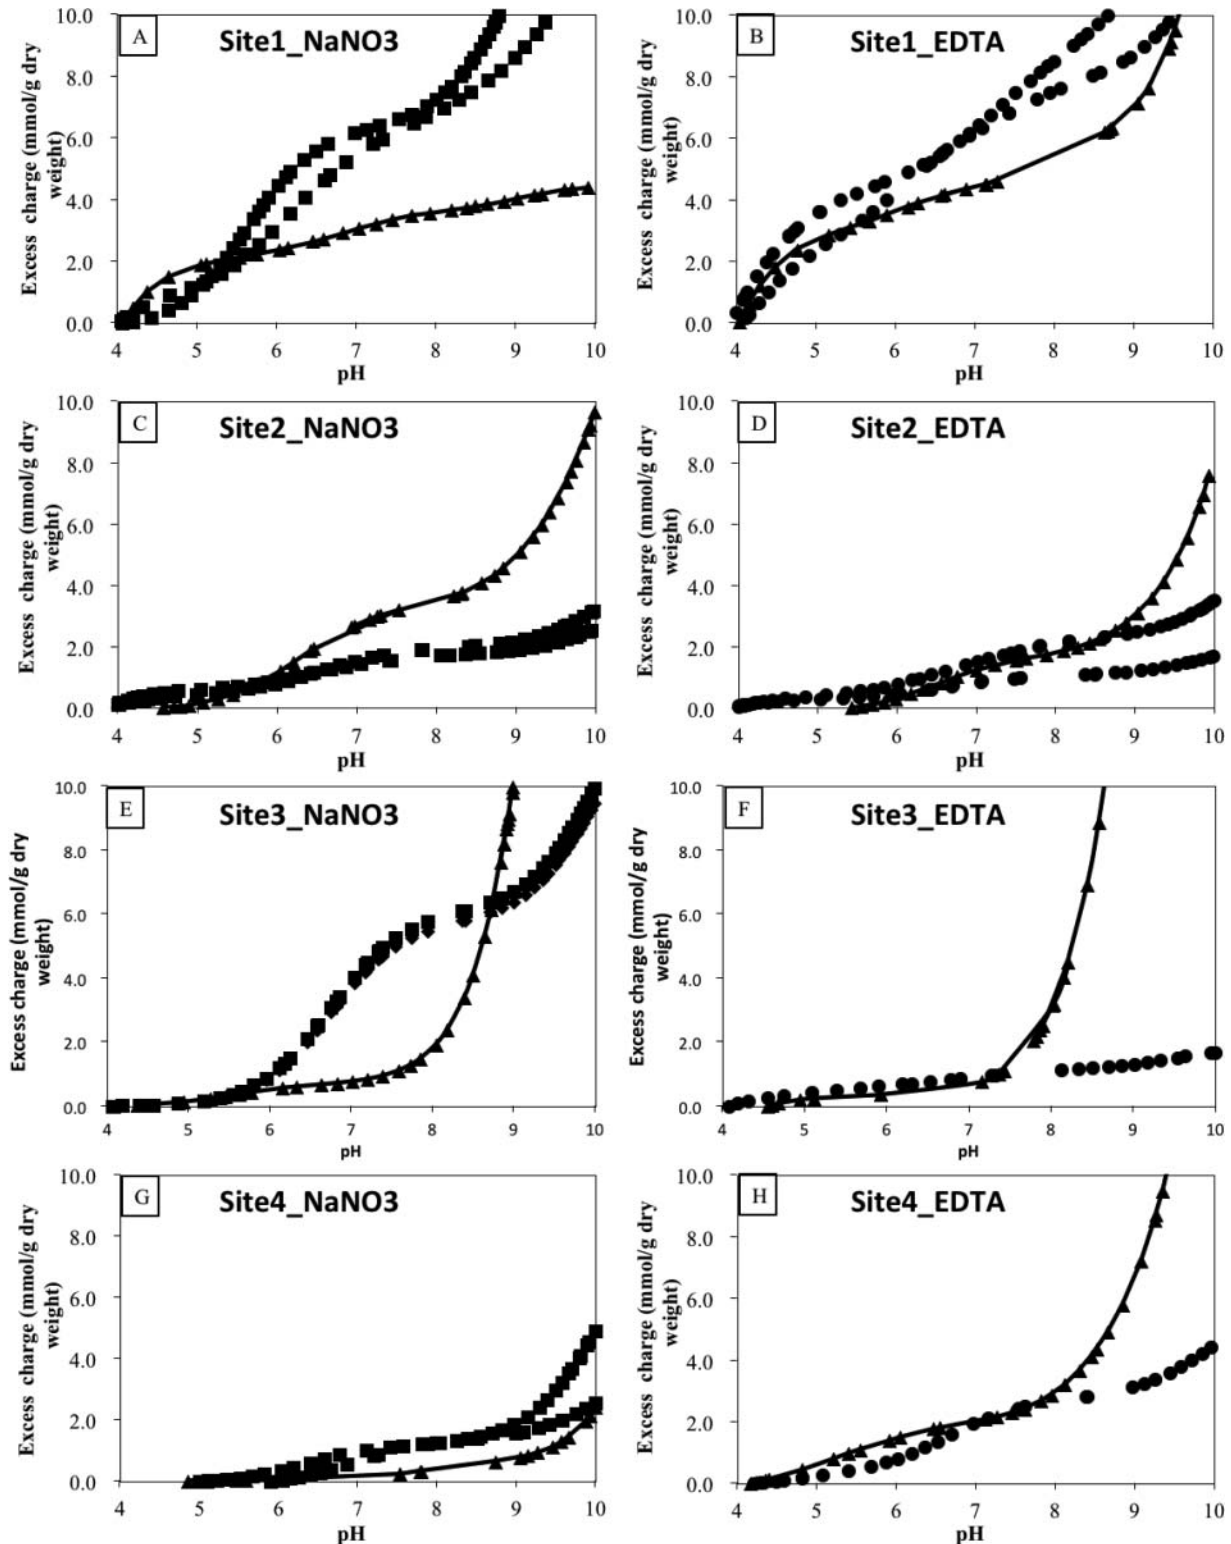 A
Site1_NaNO3
Excess charge (mmol/g dry
weight)
10.0
8.0
6.0
4.0
2.0
0.0
4 5 6 7 8 9 10
pH
B
Site1_EDTA
Excess charge (mmol/g dry
weight)
10.0
8.0
6.0
4.0
2.0
0.0
4 5 6 7 8 9 10
pH
C
Site2_NaNO3
Excess charge (mmol/g dry
weight)
10.0
8.0
6.0
4.0
2.0
0.0
4 5 6 7 8 9 10
pH
D
Site2_EDTA
Excess charge (mmol/g dry
weight)
10.0
8.0
6.0
4.0
2.0
0.0
4 5 6 7 8 9 10
pH
E
Site3_NaNO3
Excess charge (mmol/g dry
weight)
10.0
8.0
6.0
4.0
2.0
0.0
4 5 6 7 8 9 10
pH
F
Site3_EDTA
Excess charge (mmol/g dry
weight)
10.0
8.0
6.0
4.0
2.0
0.0
4 5 6 7 8 9 10
pH
G
Site4_NaNO3
Excess charge (mmol/g dry
weight)
10.0
8.0
6.0
4.0
2.0
0.0
4 5 6 7 8 9 10
pH
H
Site4_EDTA
Excess charge (mmol/g dry
weight)
10.0
8.0
6.0
4.0
2.0
0.0
4 5 6 7 8 9 10
pH